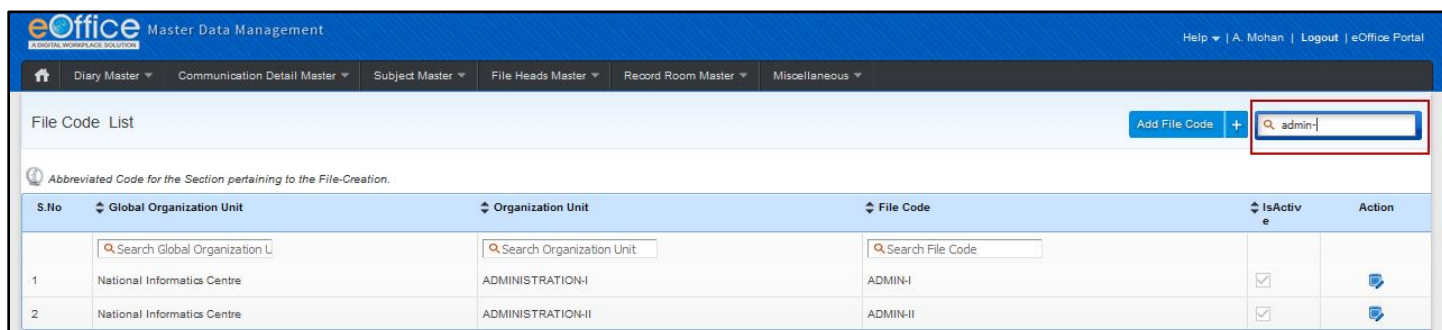 eOffice Master Data Management
A DIGITAL WORKPLACE SOLUTION
Help | A. Mohan | Logout | eOffice Portal
Diary Master Communication Detail Master Subject Master File Heads Master Record Room Master Miscellaneous
File Code List Add File Code + admin-
Abbreviated Code for the Section pertaining to the File-Creation.
S.No Global Organization Unit Organization Unit File Code IsActiv Action
e
Search Global Organization U Search Organization Unit Search File Code
1 National Informatics Centre ADMINISTRATION-I ADMIN-I
2 National Informatics Centre ADMINISTRATION-II ADMIN-II